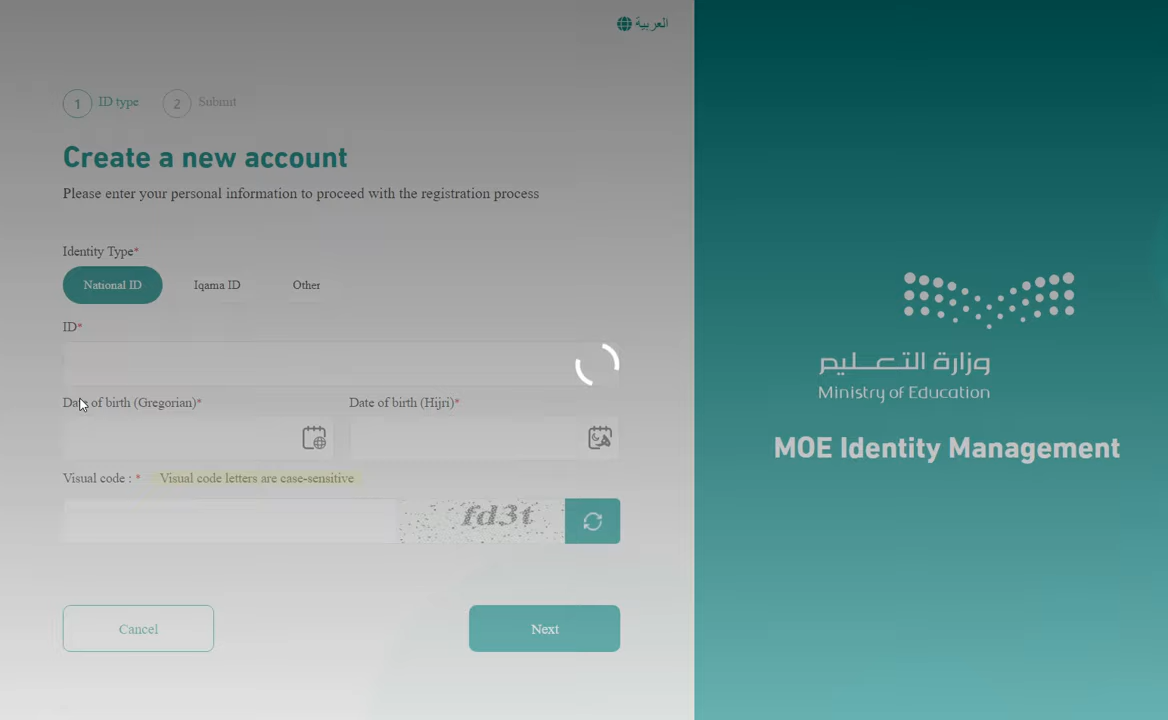 العربية
1 ID type 2 Submit
Create a new account
Please enter your personal information to proceed with the registration process
Identity Type*
National ID Iqama ID Other
ID*
Date of birth (Gregorian)* Date of birth (Hijri)*
Visual code : * Visual code letters are case-sensitive
fd3t
Cancel Next
وزارة التعليم
Ministry of Education
MOE Identity Management